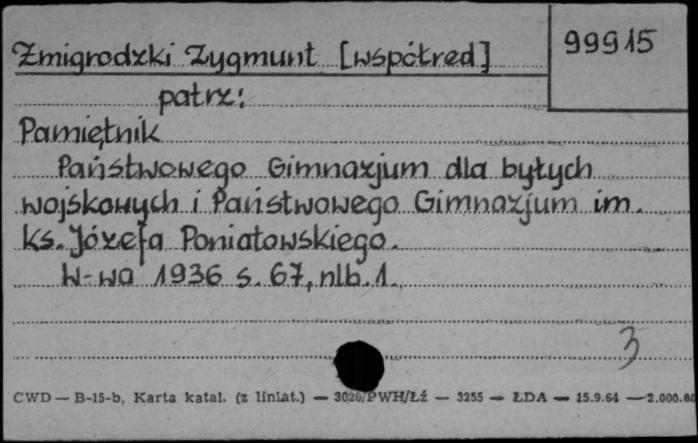 Żmigrodzki Zygmunt [współred]
99915
patrz:
Pamiętnik
Państwowego Gimnazjum dla byłych
wojskowych i Państwowego Gimnazjum im.
ks. Józefa Poniatowskiego.
W-wa 1936 s. 67, nlb. 1.
3
CWD — B-15-b, Karta katal. (z liniat.) — 3020/PWH/Łź — 3255 — ŁDA — 15.9.64 — 2.000.